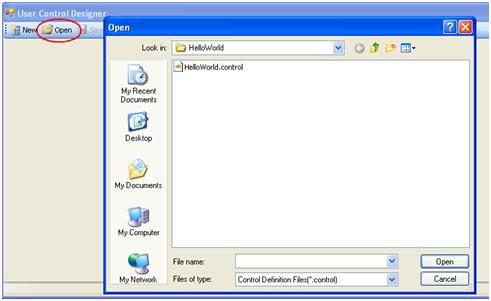 User Control Designer
New Open Sav
Open
Look in: HelloWorld
HelloWorld.control
My Recent
Documents
Desktop
My Documents
My Computer
My Network
File name:
Open
Files of type: Control Definition Files(*.control)
Cancel